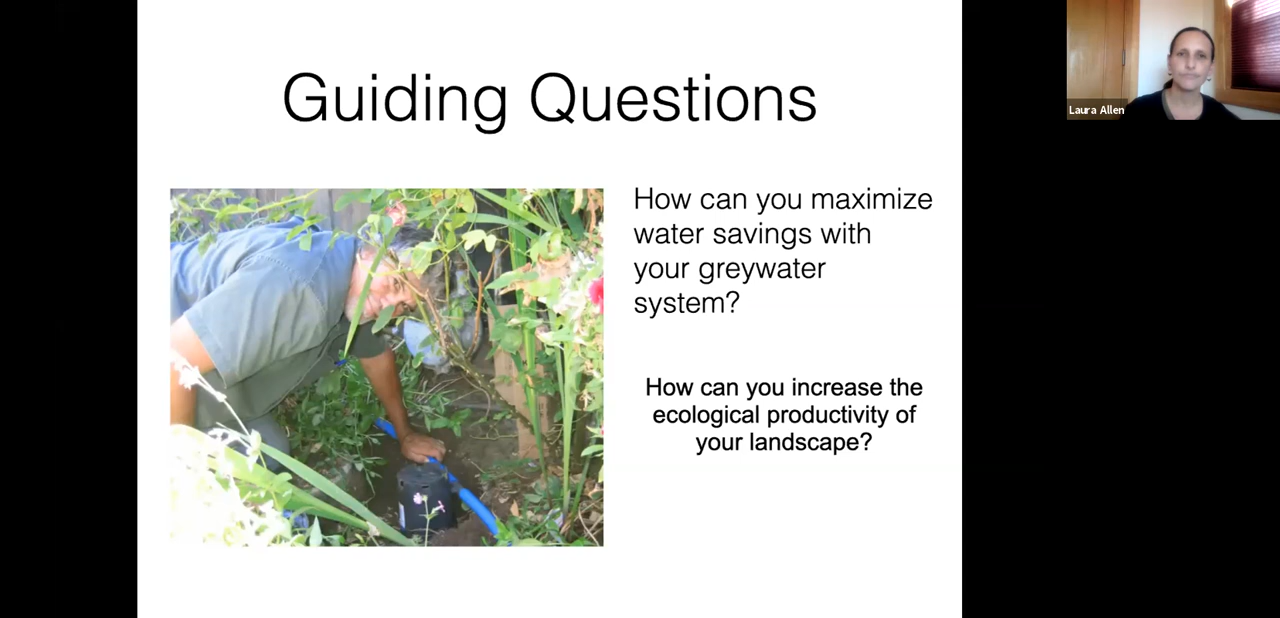 Guiding Questions
Laura Allen
How can you maximize
water savings with
your greywater
system?
How can you increase the
ecological productivity of
your landscape?